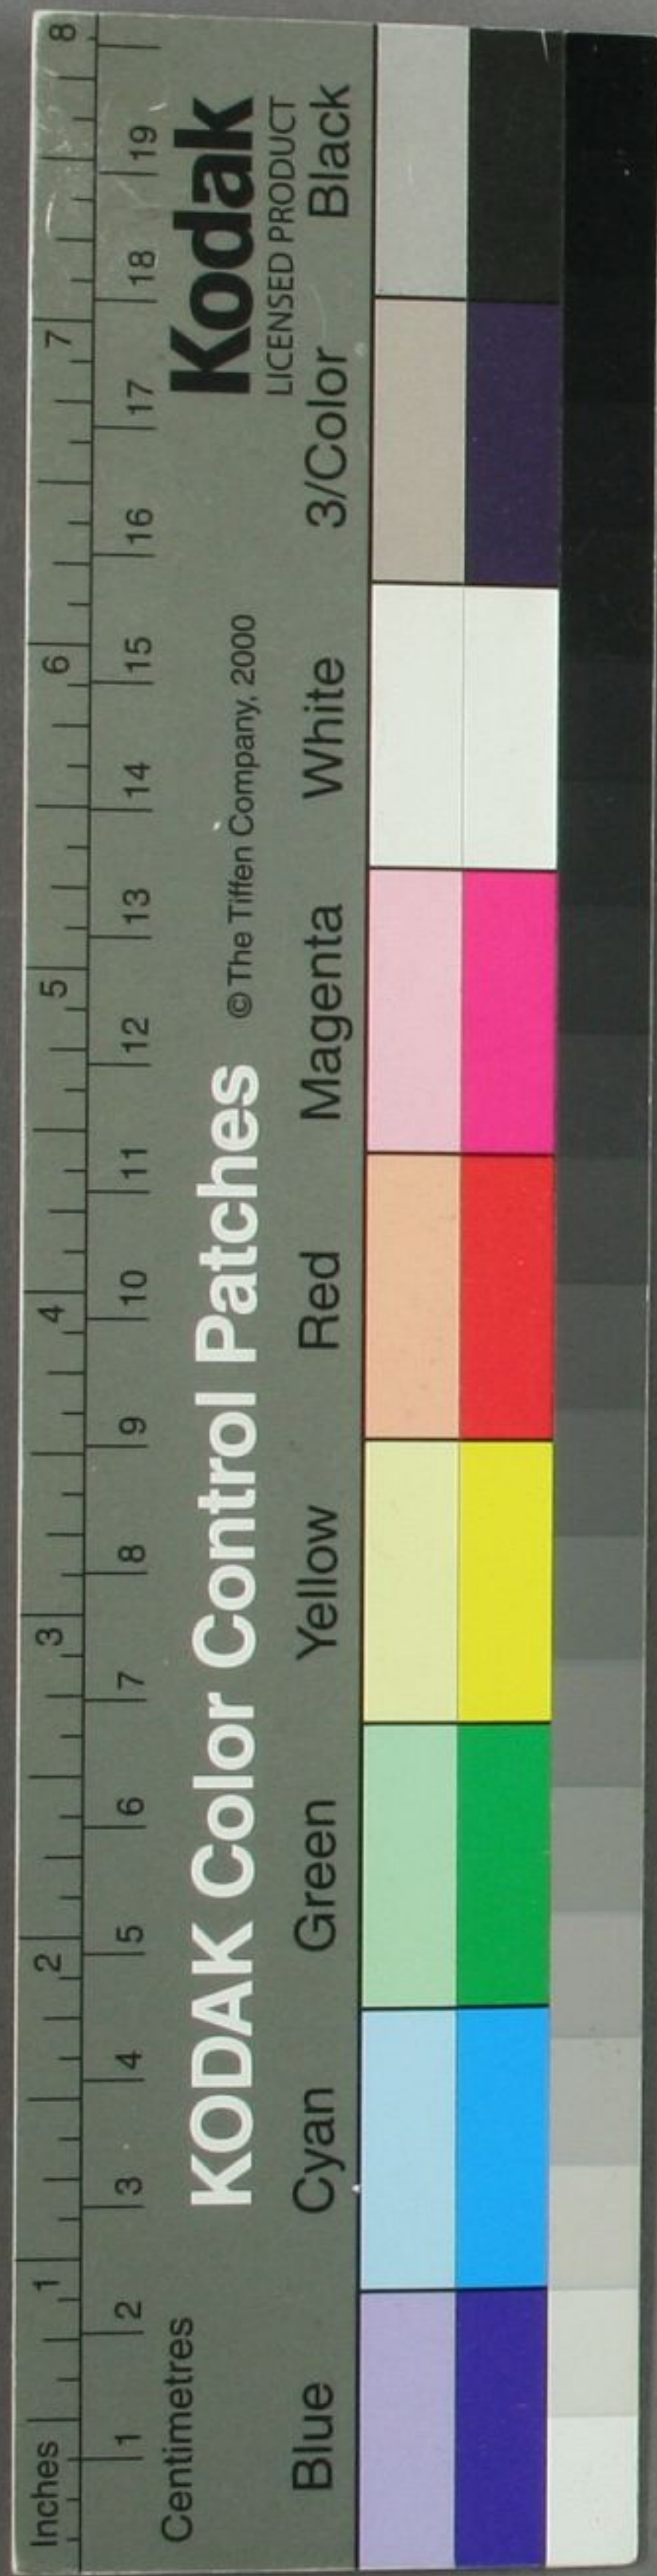 Inches 1 2 3 4 5 6 7 8
1 2 3 4 5 6 7 8 9 10 11 12 13 14 15 16 17 18 19
Centimetres
KODAK Color Control Patches © The Tiffen Company, 2000 Kodak
LICENSED PRODUCT
Blue Cyan Green Yellow Red Magenta White 3/Color Black